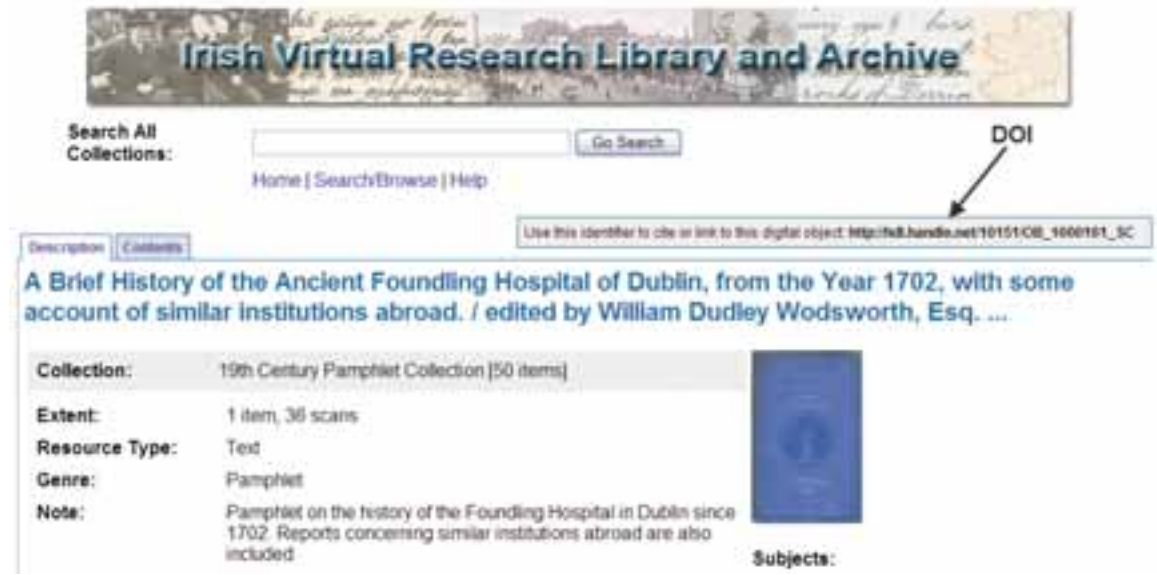 Irish Virtual Research Library and Archive
Search All
Collections:
Go Search
DOI
Home | Search/Browse | Help
Use this identifier to cite or link to this digital object: http://hdl.handle.net/10151/OB_1000101_SC
Description Contents
A Brief History of the Ancient Foundling Hospital of Dublin, from the Year 1702, with some
account of similar institutions abroad. / edited by William Dudley Wodsworth, Esq. ...
Collection: 19th Century Pamphlet Collection [50 items]
Extent: 1 item, 36 scans
Resource Type: Text
Genre: Pamphlet
Note: Pamphlet on the history of the Foundling Hospital in Dublin since
1702. Reports concerning similar institutions abroad are also
included
Subjects: